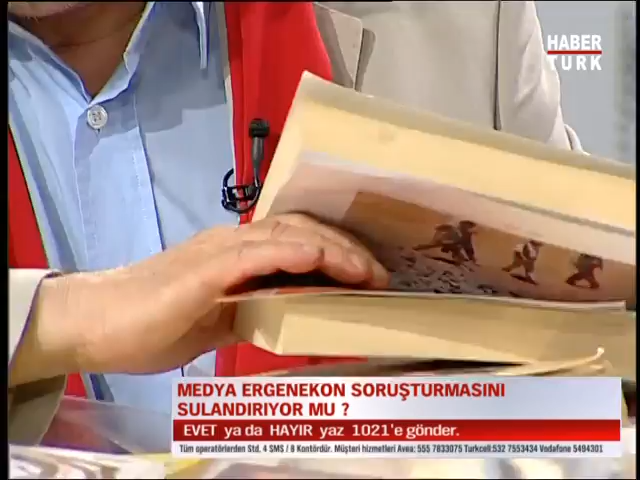 HABER
TURK
MEDYA ERGENEKON SORUŞTURMASINI
SULANDIRIYOR MU ?
EVET ya da HAYIR yaz 1021'e gönder.
Tüm operatörlerden Std. 4 SMS / 8 Kontördür. Müşteri hizmetleri Avea: 555 7833075 Turkcell:532 7553434 Vodafone 5494301